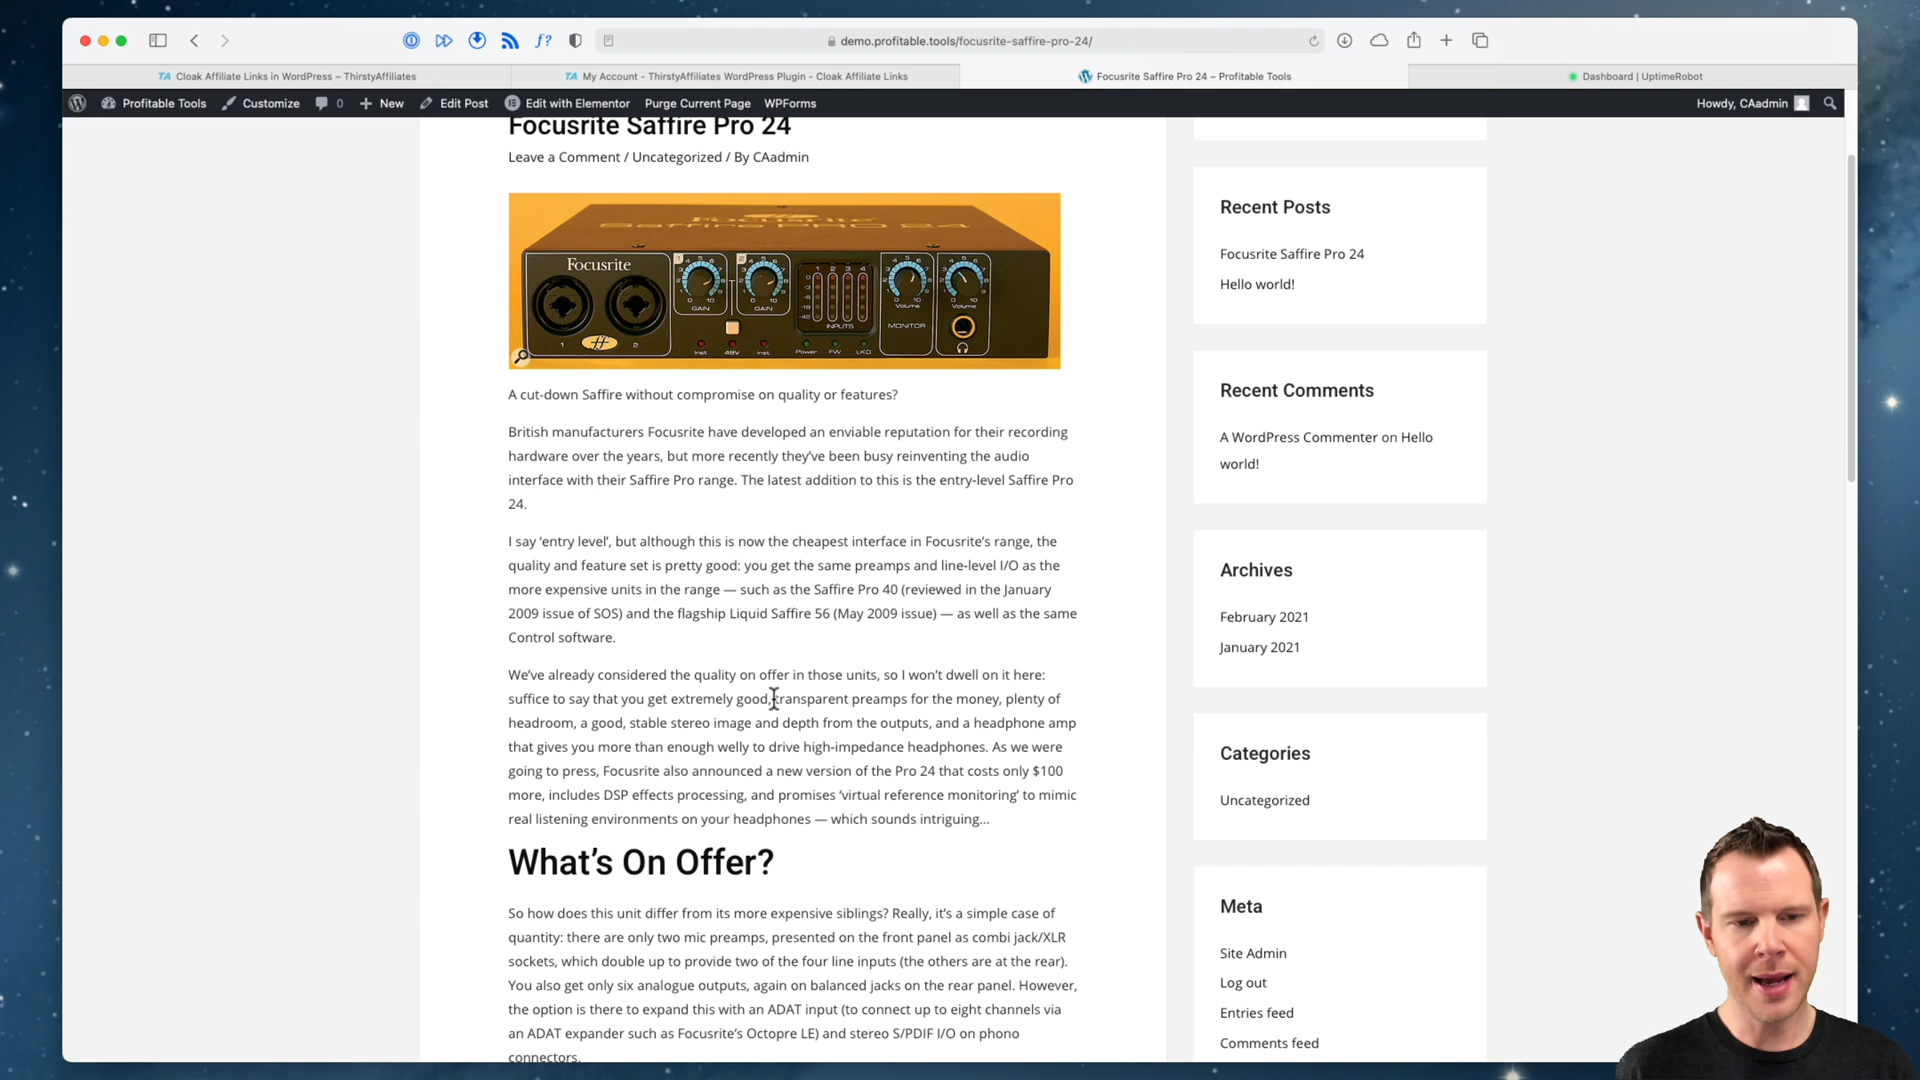 demo.profitable.tools/focusrite-saffire-pro-24/
TA Cloak Affiliate Links in WordPress – ThirstyAffiliates
TA My Account - ThirstyAffiliates WordPress Plugin - Cloak Affiliate Links
Focusrite Saffire Pro 24 – Profitable Tools
Dashboard | UptimeRobot
Profitable Tools Customize 0 New Edit Post Edit with Elementor Purge Current Page WPForms Howdy, CAadmin
Focusrite Saffire Pro 24
Leave a Comment / Uncategorized / By CAadmin
Focusrite
Saffire PRO 24
Focusrite
GAIN
GAIN
INPUTS
Volume
MONITOR
Volume
1 2
Inst 48V Inst Power FW LKD
A cut-down Saffire without compromise on quality or features?
British manufacturers Focusrite have developed an enviable reputation for their recording
hardware over the years, but more recently they've been busy reinventing the audio
interface with their Saffire Pro range. The latest addition to this is the entry-level Saffire Pro
24.
I say ‘entry level’, but although this is now the cheapest interface in Focusrite’s range, the
quality and feature set is pretty good: you get the same preamps and line-level I/O as the
more expensive units in the range — such as the Saffire Pro 40 (reviewed in the January
2009 issue of SOS) and the flagship Liquid Saffire 56 (May 2009 issue) — as well as the same
Control software.
We’ve already considered the quality on offer in those units, so I won’t dwell on it here:
suffice to say that you get extremely good, transparent preamps for the money, plenty of
headroom, a good, stable stereo image and depth from the outputs, and a headphone amp
that gives you more than enough welly to drive high-impedance headphones. As we were
going to press, Focusrite also announced a new version of the Pro 24 that costs only $100
more, includes DSP effects processing, and promises ‘virtual reference monitoring’ to mimic
real listening environments on your headphones — which sounds intriguing...
What’s On Offer?
So how does this unit differ from its more expensive siblings? Really, it’s a simple case of
quantity: there are only two mic preamps, presented on the front panel as combi jack/XLR
sockets, which double up to provide two of the four line inputs (the others are at the rear).
You also get only six analogue outputs, again on balanced jacks on the rear panel. However,
the option is there to expand this with an ADAT input (to connect up to eight channels via
an ADAT expander such as Focusrite’s Octopre LE) and stereo S/PDIF I/O on phono
connectors.
Recent Posts
Focusrite Saffire Pro 24
Hello world!
Recent Comments
A WordPress Commenter on Hello
world!
Archives
February 2021
January 2021
Categories
Uncategorized
Meta
Site Admin
Log out
Entries feed
Comments feed